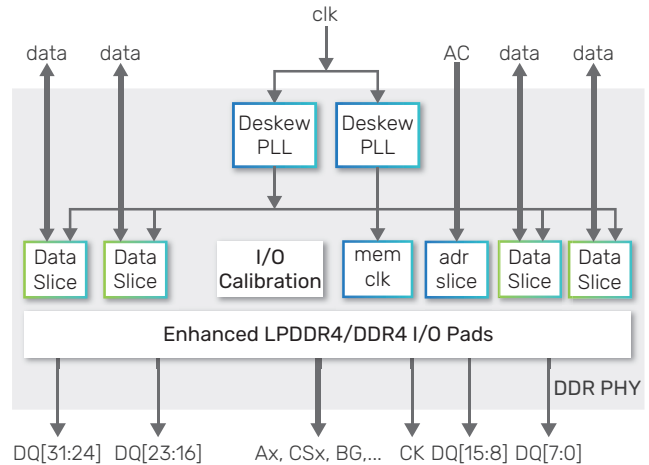 clk
data
data
AC
data
data
Deskew
PLL
Deskew
PLL
Data
Slice
Data
Slice
I/O
Calibration
mem
clk
adr
slice
Data
Slice
Data
Slice
Enhanced LPDDR4/DDR4 I/O Pads
DDR PHY
DQ[31:24]
DQ[23:16]
Ax, CSx, BG,...
CK
DQ[15:8]
DQ[7:0]